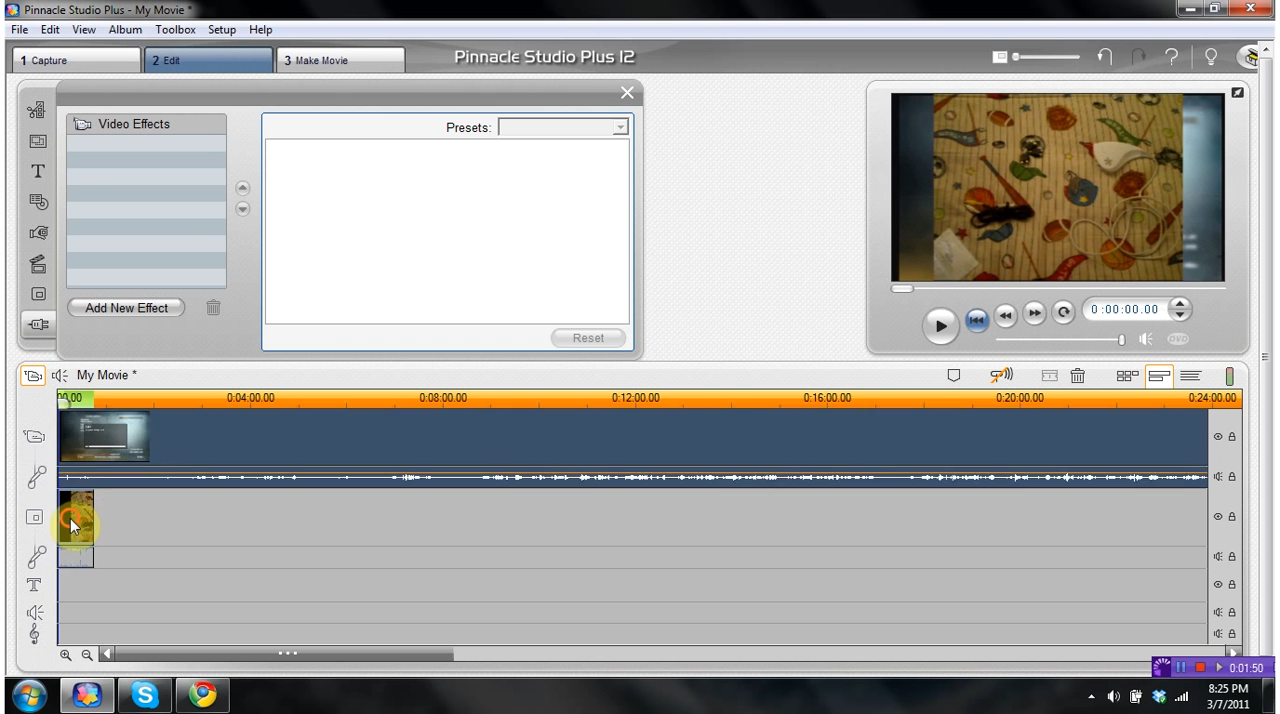 Pinnacle Studio Plus - My Movie *
File Edit View Album Toolbox Setup Help
1 Capture 2 Edit 3 Make Movie Pinnacle Studio Plus 12
Video Effects
Presets:
Add New Effect
Reset
0:00:00.00
DVD
My Movie *
00.00 0:04:00.00 0:08:00.00 0:12:00.00 0:16:00.00 0:20:00.00 0:24:00.00
0:01:50
8:25 PM
3/7/2011